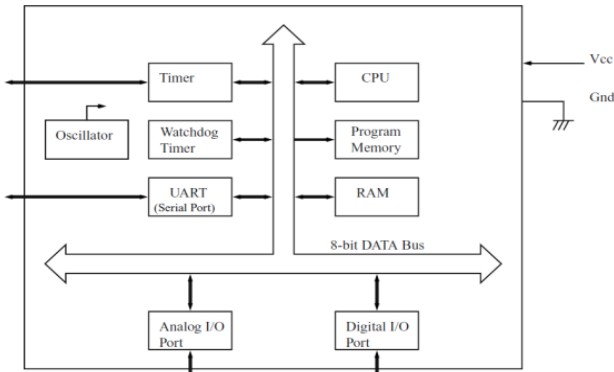 Timer
CPU
Vcc
Gnd
Oscillator
Watchdog
Timer
Program
Memory
UART
(Serial Port)
RAM
8-bit DATA Bus
Analog I/O
Port
Digital I/O
Port